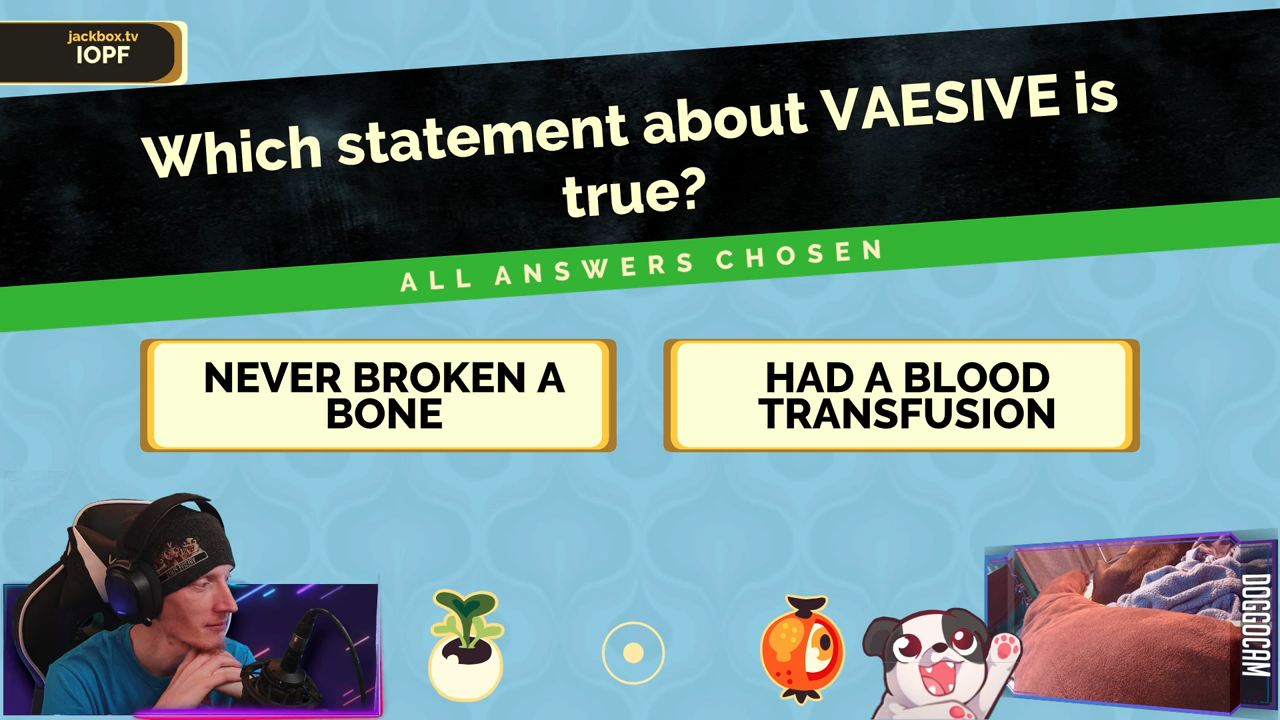 jackbox.tv
IOPF
Which statement about VAESIVE is
true?
ALL ANSWERS CHOSEN
NEVER BROKEN A
BONE
HAD A BLOOD
TRANSFUSION
DOGGOCAM